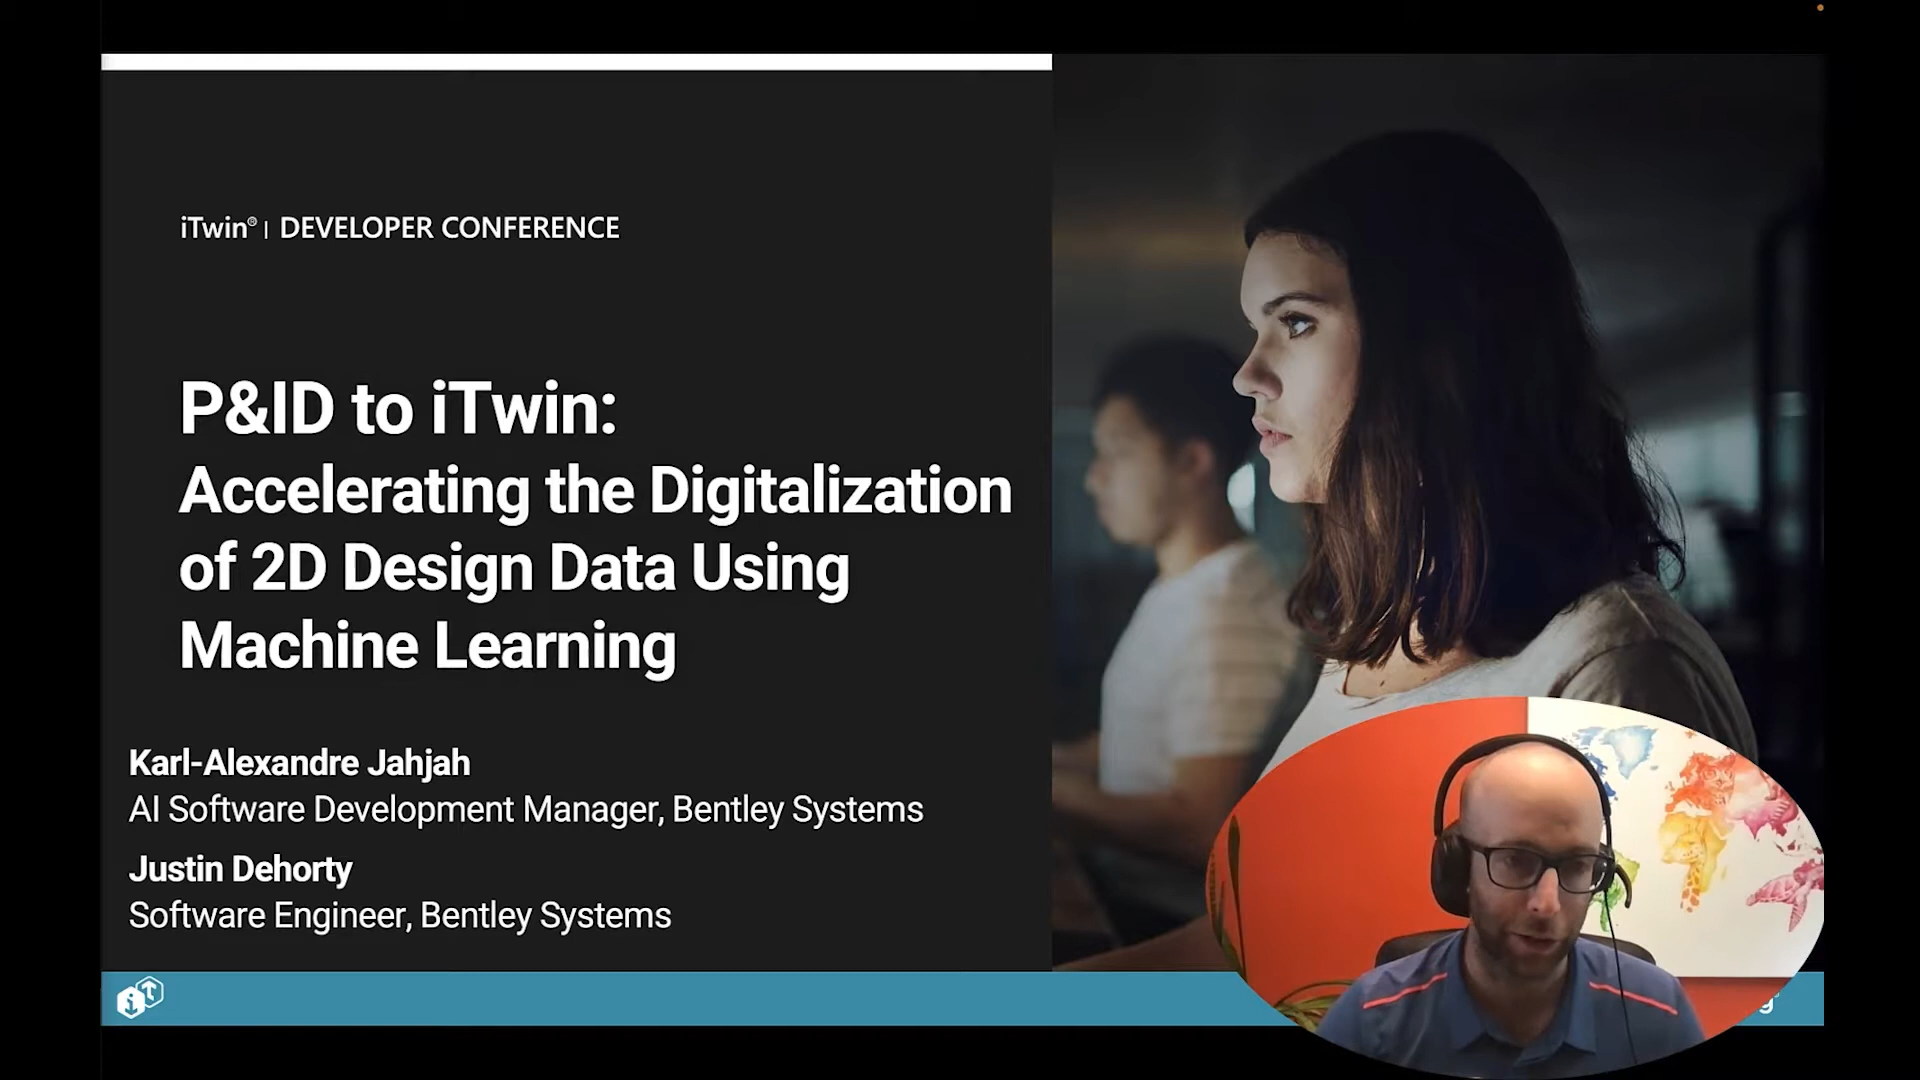 iTwin® | DEVELOPER CONFERENCE
P&ID to iTwin:
Accelerating the Digitalization
of 2D Design Data Using
Machine Learning
Karl-Alexandre Jahjah
AI Software Development Manager, Bentley Systems
Justin Dehorty
Software Engineer, Bentley Systems